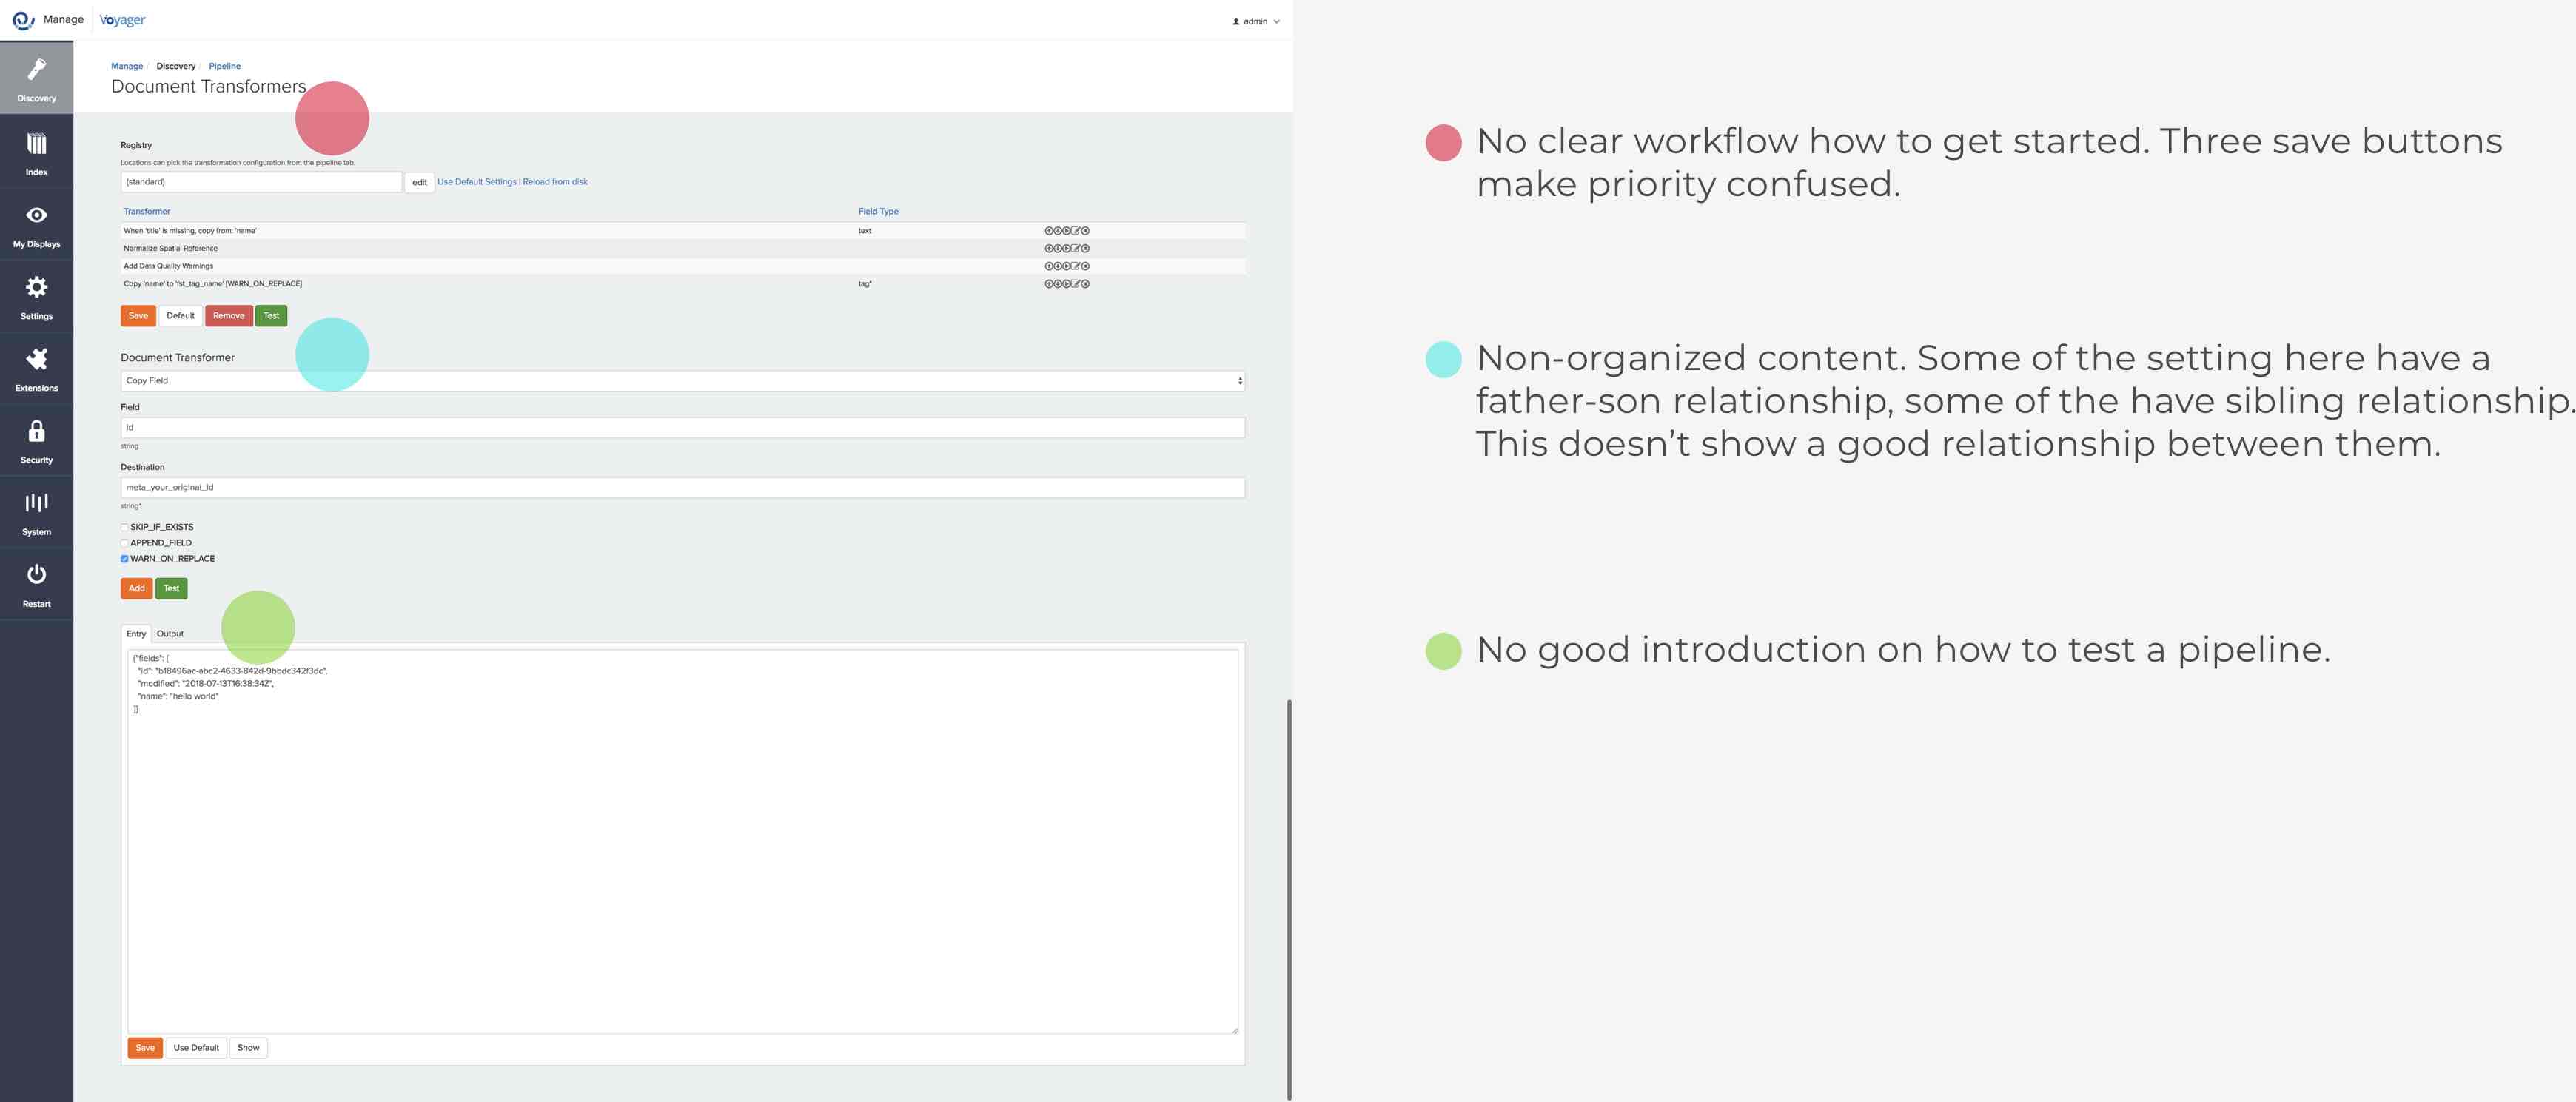 Manage Voyager
admin
Discovery
Index
My Displays
Settings
Extensions
Security
System
Restart
Manage / Discovery / Pipeline
Document Transformers
Registry
Locations can pick the transformation configuration from the pipeline tab.
(standard) edit Use Default Settings | Reload from disk
Transformer Field Type
When 'title' is missing, copy from: 'name' text
Normalize Spatial Reference
Add Data Quality Warnings
Copy 'name' to 'fst_tag_name' [WARN_ON_REPLACE] tag*
Save Default Remove Test
Document Transformer
Copy Field
Field
id
string
Destination
meta_your_original_id
string*
SKIP_IF_EXISTS
APPEND_FIELD
WARN_ON_REPLACE
Add Test
Entry Output
{"fields": {
"id": "b18496ac-abc2-4633-842d-9bbdc342f3dc",
"modified": "2018-07-13T16:38:34Z",
"name": "hello world"
}}
Save Use Default Show
No clear workflow how to get started. Three save buttons
make priority confused.
Non-organized content. Some of the setting here have a
father-son relationship, some of the have sibling relationship.
This doesn't show a good relationship between them.
No good introduction on how to test a pipeline.